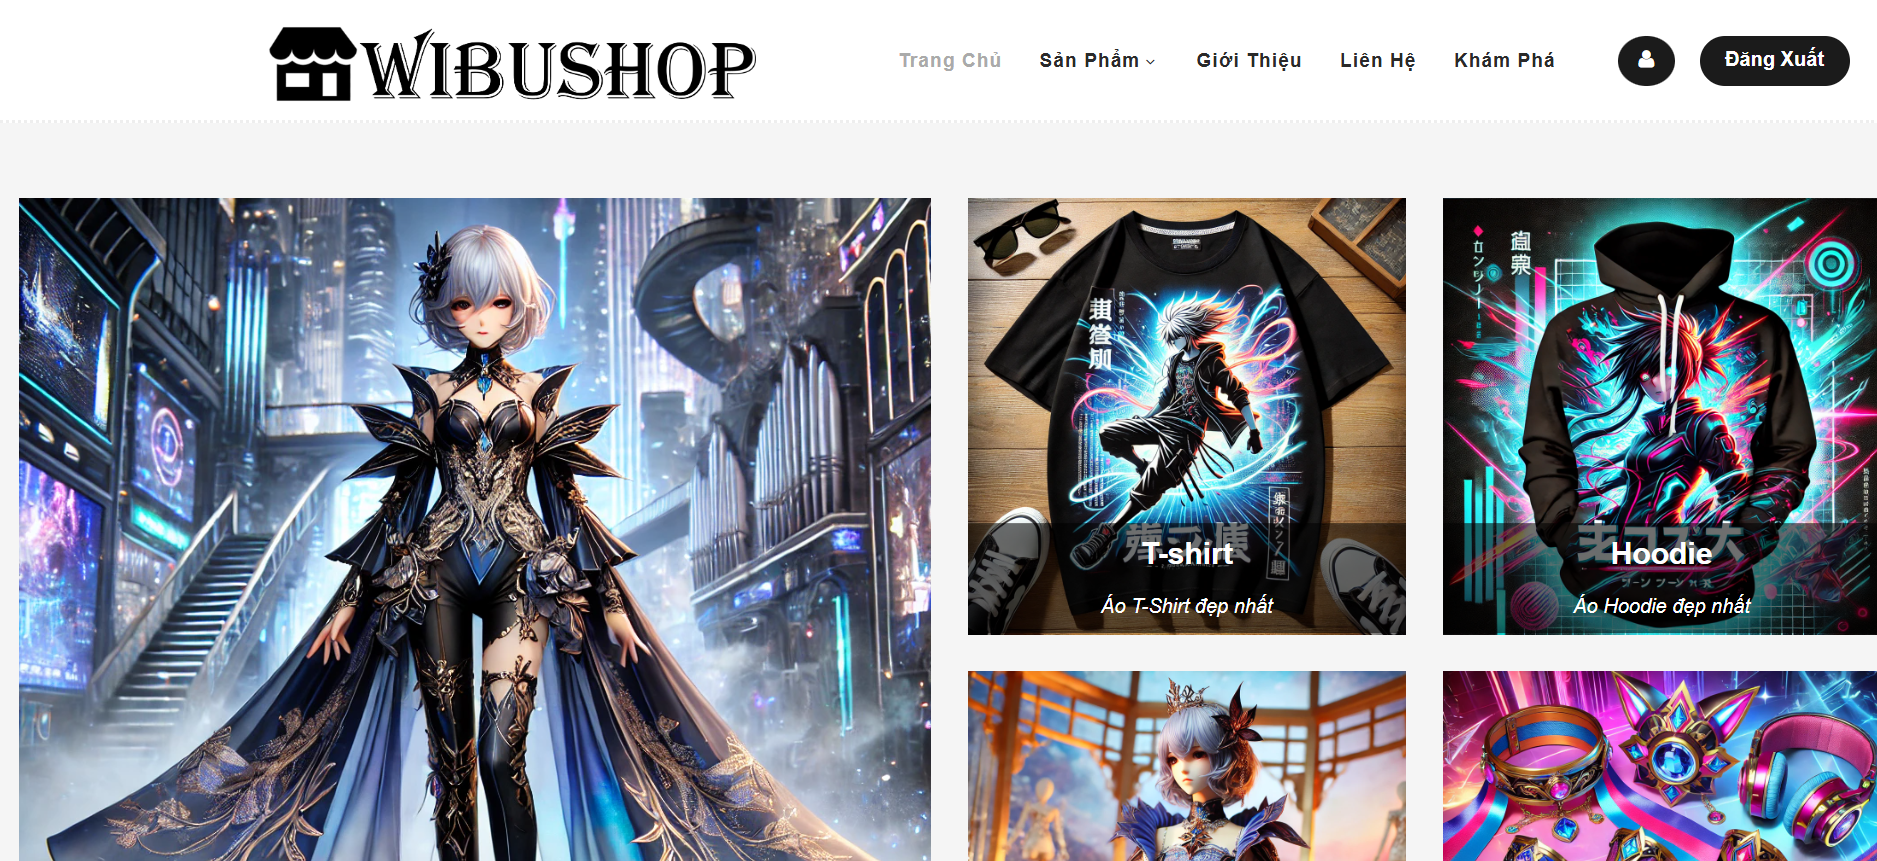 WIBUSHOP
Trang Chủ
Sản Phẩm
Giới Thiệu
Liên Hệ
Khám Phá
Đăng Xuất
T-shirt
Áo T-Shirt đẹp nhất
Hoodie
Áo Hoodie đẹp nhất